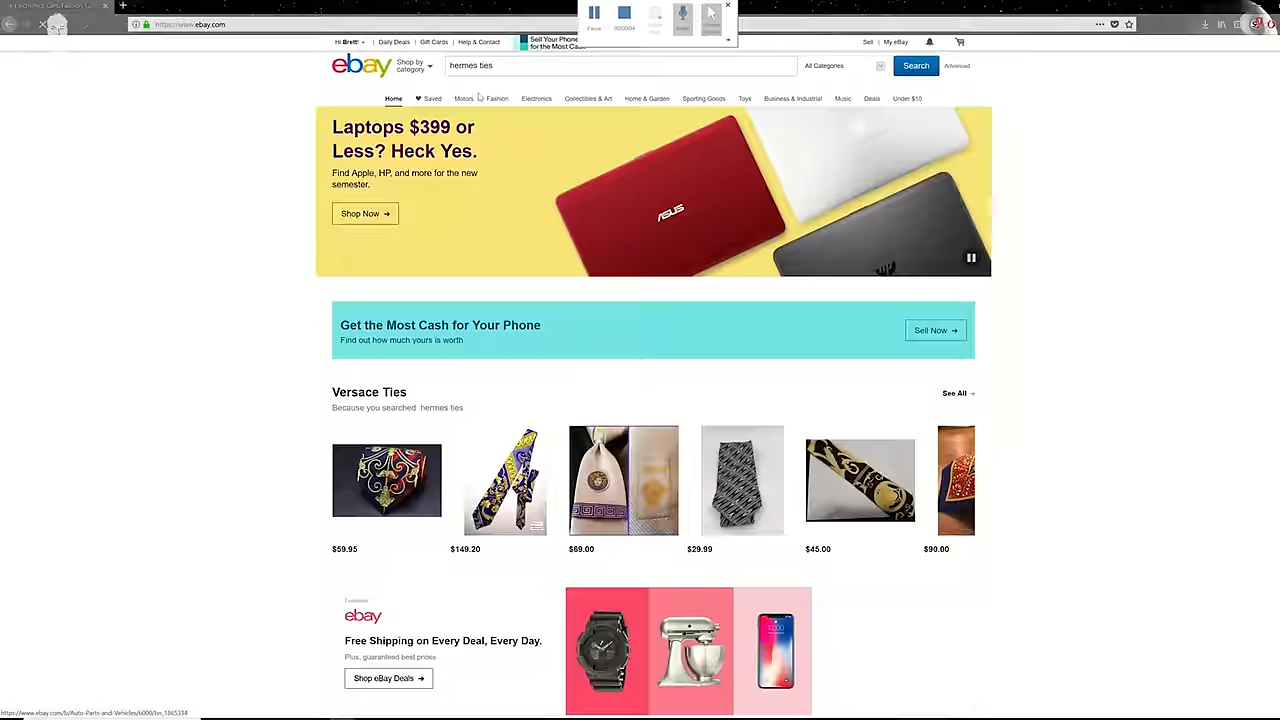 https://www.ebay.com
Pause
00:00:04
Hi Brett!
Daily Deals
Gift Cards
Help & Contact
Sell Your Phone
for the Most Cash
Sell
My eBay
ebay
Shop by
category
hermes ties
All Categories
Search
Advanced
Home
Saved
Motors
Fashion
Electronics
Collectibles & Art
Home & Garden
Sporting Goods
Toys
Business & Industrial
Music
Deals
Under $10
Laptops $399 or
Less? Heck Yes.
Find Apple, HP, and more for the new
semester.
Shop Now →
ASUS
hp
Get the Most Cash for Your Phone
Find out how much yours is worth
Sell Now →
Versace Ties
See All →
Because you searched hermes ties
$59.95
$149.20
$69.00
$29.99
$45.00
$90.00
ebay
Free Shipping on Every Deal, Every Day.
Plus, guaranteed best prices
Shop eBay Deals →
https://www.ebay.com/b/Auto-Parts-and-Vehicles/6000/bn_1865334